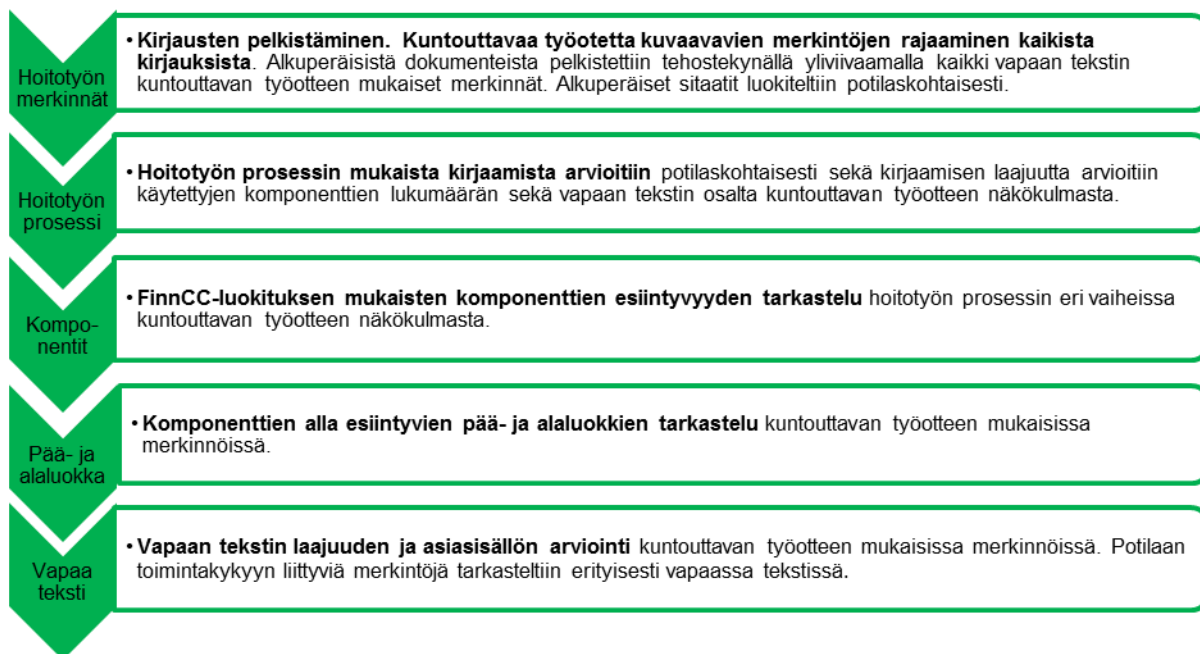 Hoitotyön
merkinnät
• Kirjausten pelkistäminen. Kuntouttavaa työotetta kuvaavavien merkintöjen rajaaminen kaikista
kirjauksista. Alkuperäisistä dokumenteista pelkistettiin tehostekynällä yliviivaamalla kaikki vapaan tekstin
kuntouttavan työotteen mukaiset merkinnät. Alkuperäiset sitaatit luokiteltiin potilaskohtaisesti.
Hoitotyön
prosessi
• Hoitotyön prosessin mukaista kirjaamista arvioitiin potilaskohtaisesti sekä kirjaamisen laajuutta arvioitiin
käytettyjen komponenttien lukumäärän sekä vapaan tekstin osalta kuntouttavan työotteen näkökulmasta.
Kompo-
nentit
• FinnCC-luokituksen mukaisten komponenttien esiintyvyyden tarkastelu hoitotyön prosessin eri vaiheissa
kuntouttavan työotteen näkökulmasta.
Pää- ja
alaluokka
• Komponenttien alla esiintyvien pää- ja alaluokkien tarkastelu kuntouttavan työotteen mukaisissa
merkinnöissä.
Vapaa
teksti
• Vapaan tekstin laajuuden ja asiasisällön arviointi kuntouttavan työotteen mukaisissa merkinnöissä. Potilaan
toimintakykyyn liittyviä merkintöjä tarkasteltiin erityisesti vapaassa tekstissä.